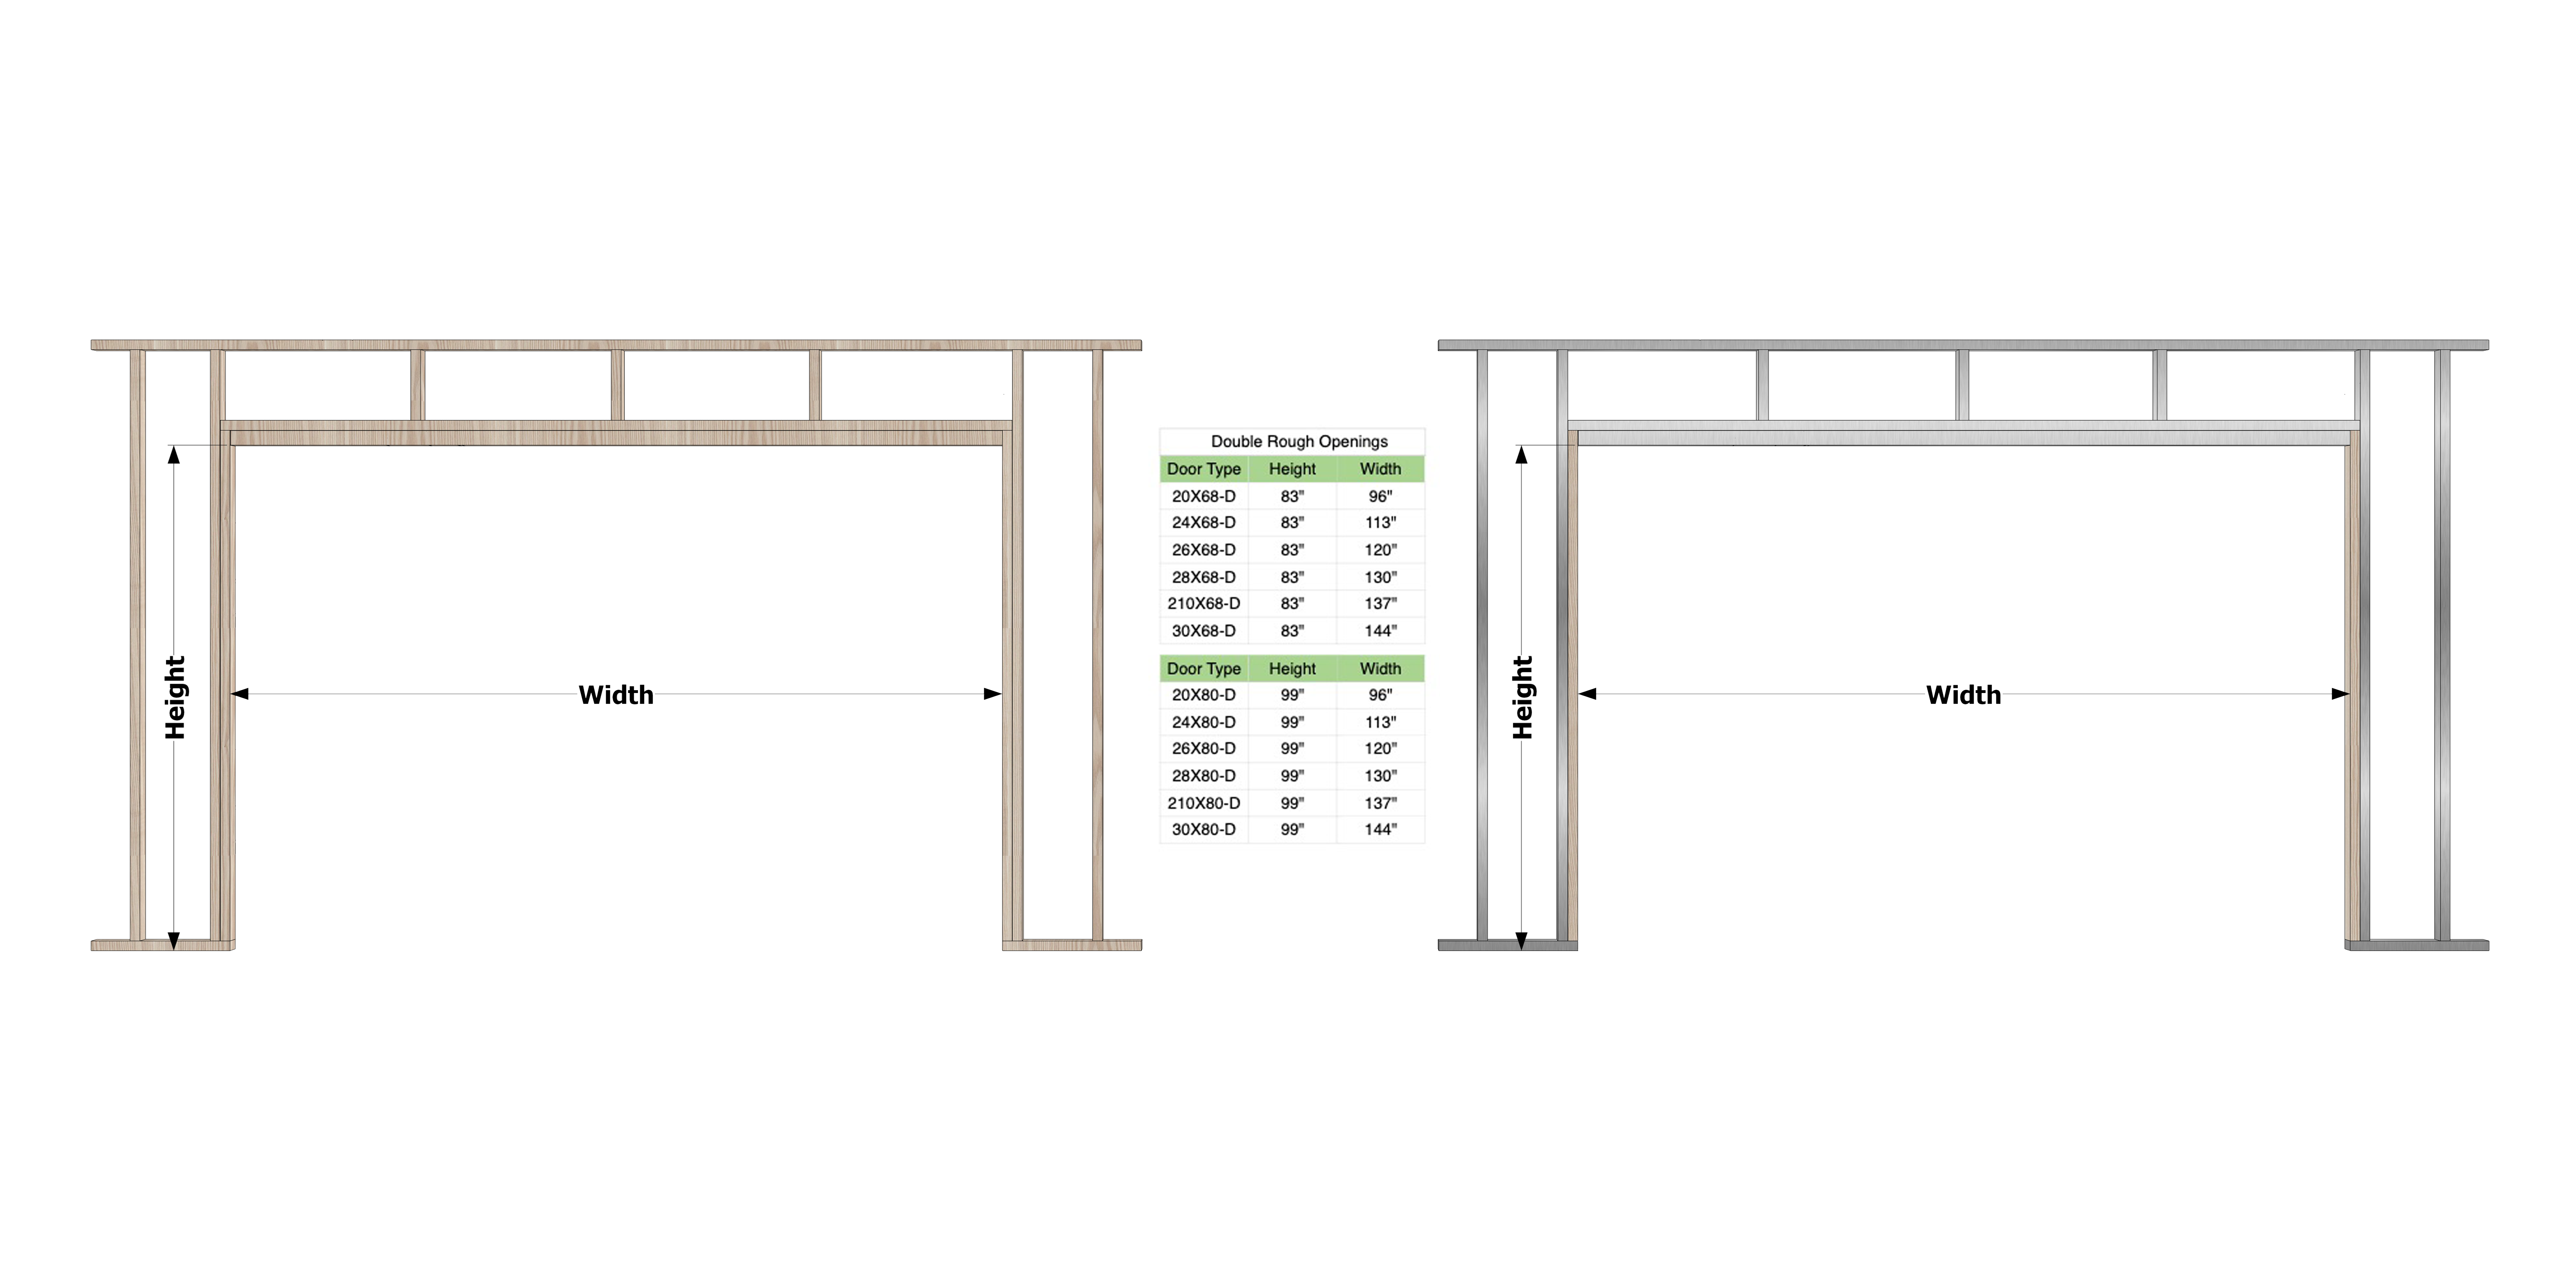 Height
Width
Double Rough Openings
Door Type Height Width
20X68-D 83" 96"
24X68-D 83" 113"
26X68-D 83" 120"
28X68-D 83" 130"
210X68-D 83" 137"
30X68-D 83" 144"
Door Type Height Width
20X80-D 99" 96"
24X80-D 99" 113"
26X80-D 99" 120"
28X80-D 99" 130"
210X80-D 99" 137"
30X80-D 99" 144"
Height
Width